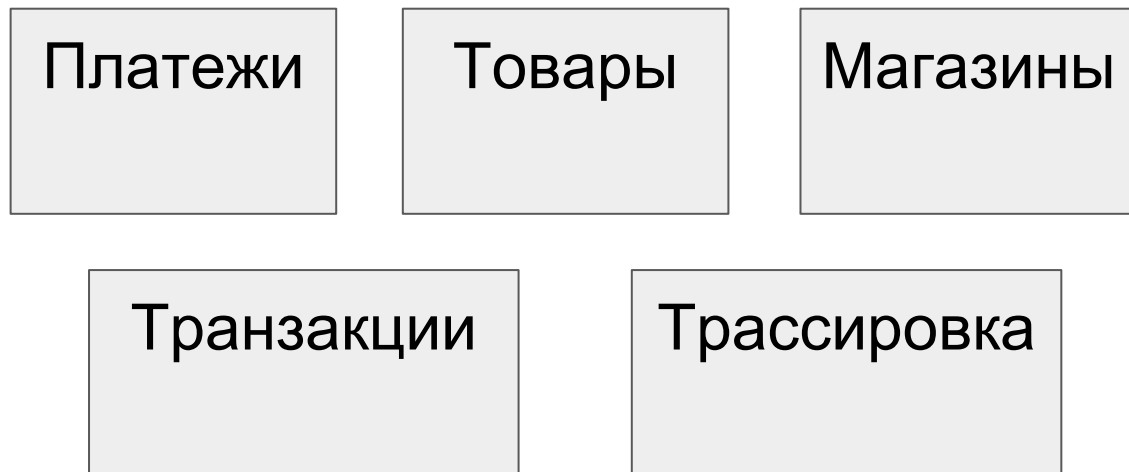 Платежи
Товары
Магазины
Транзакции
Трассировка